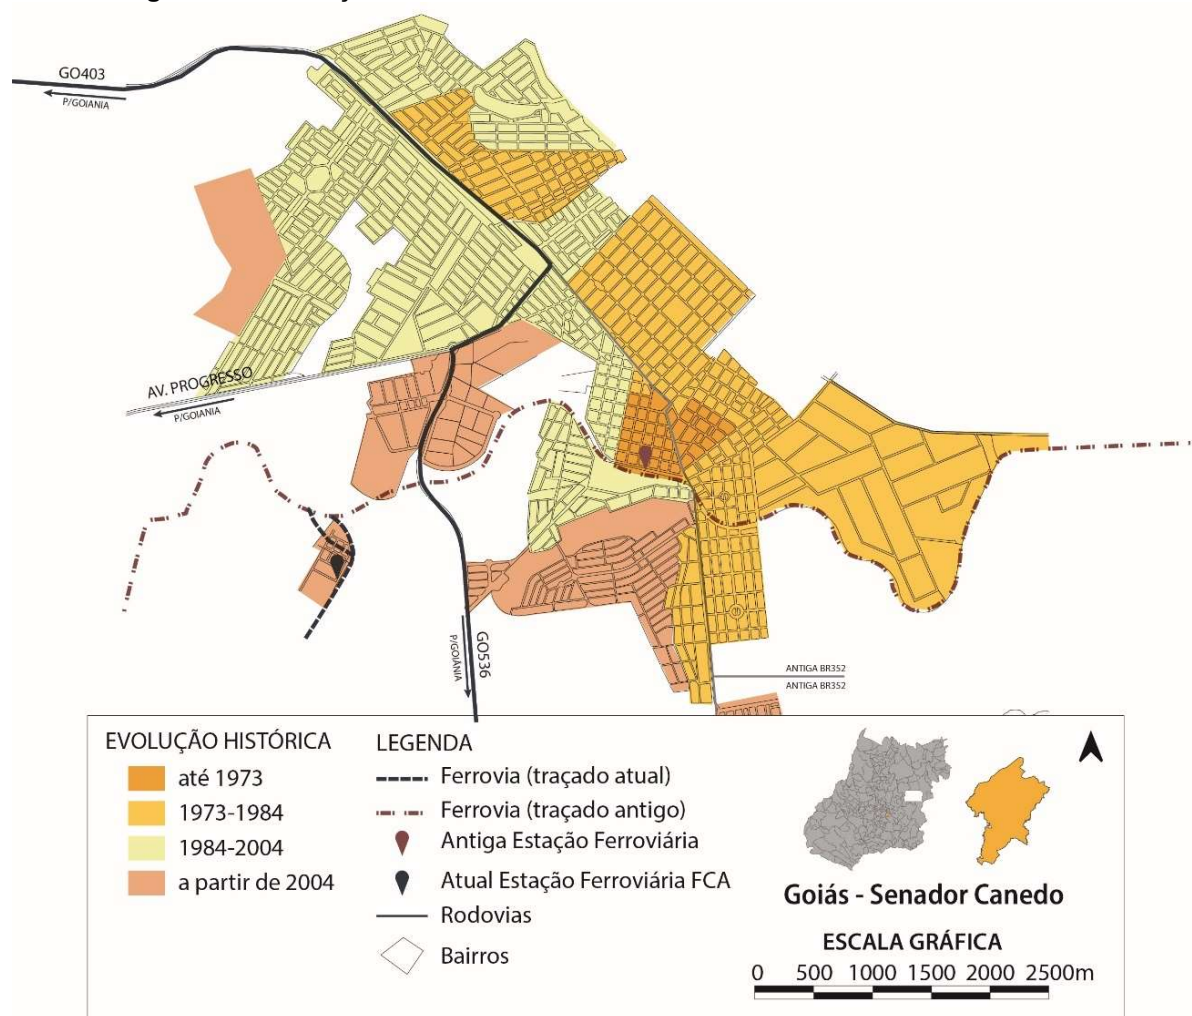 GO403
P/GOIANIA
AV. PROGRESSO
P/GOIANIA
GO536
P/GOIÂNIA
ANTIGA BR352
ANTIGA BR352
EVOLUÇÃO HISTÓRICA
até 1973
1973-1984
1984-2004
a partir de 2004
LEGENDA
Ferrovia (traçado atual)
Ferrovia (traçado antigo)
Antiga Estação Ferroviária
Atual Estação Ferroviária FCA
Rodovias
Bairros
Goiás - Senador Canedo
ESCALA GRÁFICA
0 500 1000 1500 2000 2500m